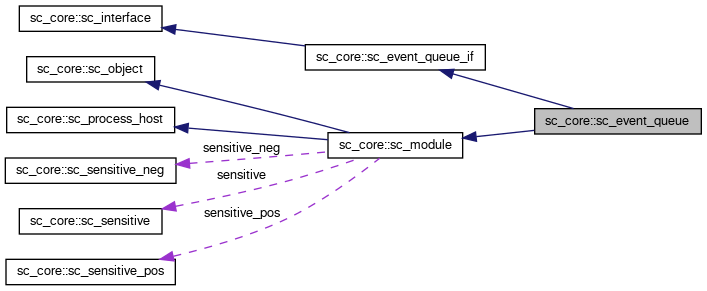 sc_core::sc_interface
sc_core::sc_event_queue_if
sc_core::sc_object
sc_core::sc_process_host
sc_core::sc_event_queue
sc_core::sc_module
sensitive_neg
sc_core::sc_sensitive_neg
sensitive
sc_core::sc_sensitive
sensitive_pos
sc_core::sc_sensitive_pos